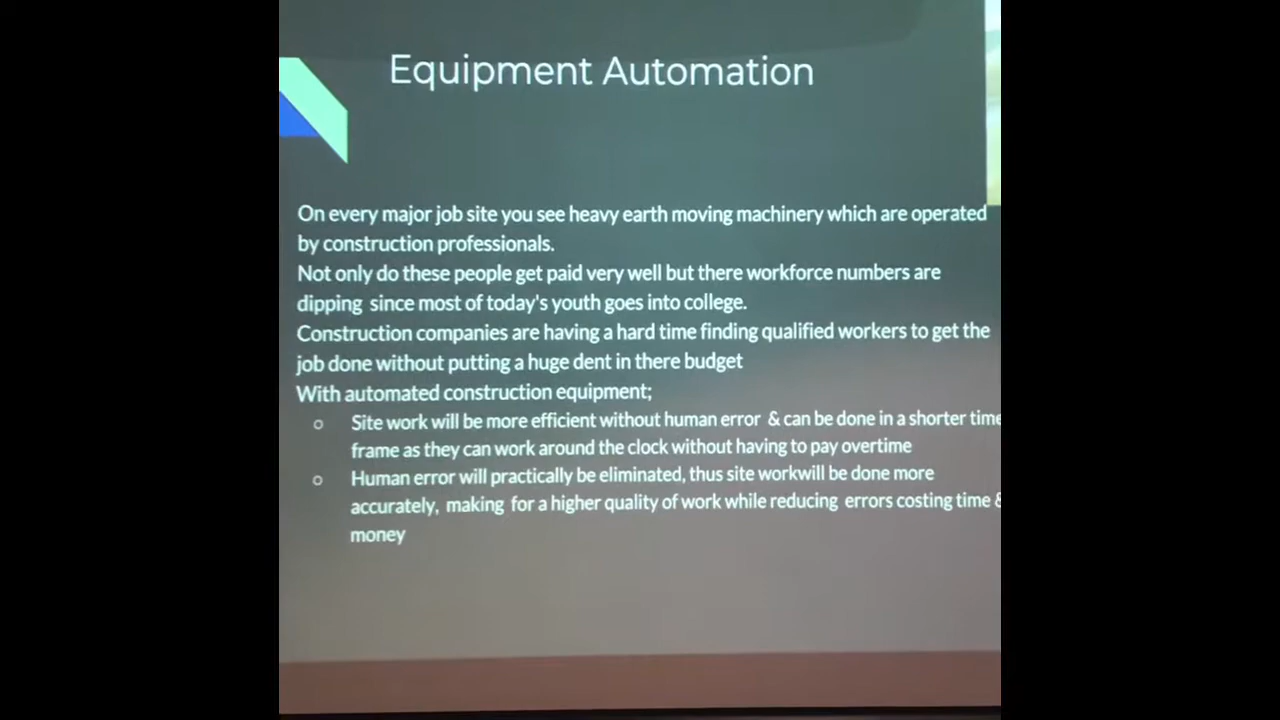 Equipment Automation
On every major job site you see heavy earth moving machinery which are operated
by construction professionals.
Not only do these people get paid very well but there workforce numbers are
dipping since most of today's youth goes into college.
Construction companies are having a hard time finding qualified workers to get the
job done without putting a huge dent in there budget
With automated construction equipment;
○ Site work will be more efficient without human error & can be done in a shorter time
frame as they can work around the clock without having to pay overtime
○ Human error will practically be eliminated, thus site workwill be done more
accurately, making for a higher quality of work while reducing errors costing time &
money